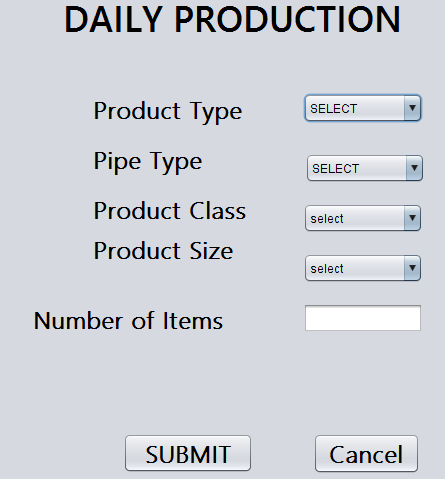 DAILY PRODUCTION
Product Type SELECT
Pipe Type SELECT
Product Class select
Product Size select
Number of Items
SUBMIT Cancel